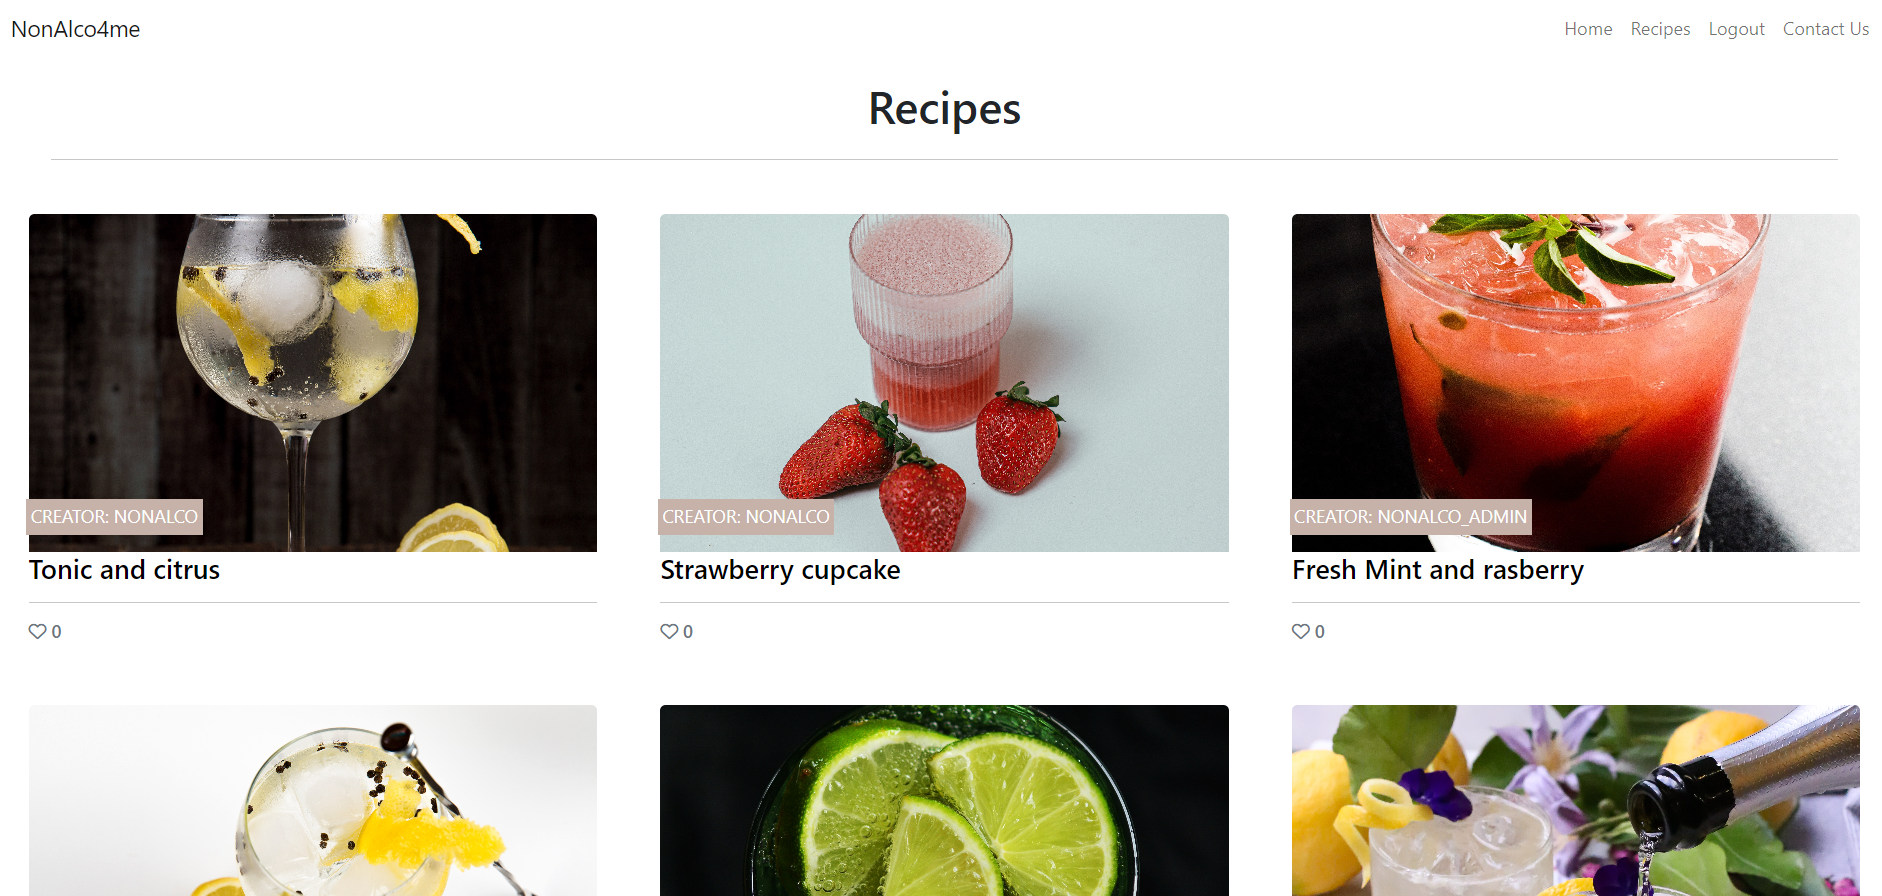 NonAlco4me
Home Recipes Logout Contact Us
Recipes
CREATOR: NONALCO
CREATOR: NONALCO
CREATOR: NONALCO_ADMIN
Tonic and citrus
Strawberry cupcake
Fresh Mint and rasberry
0
0
0